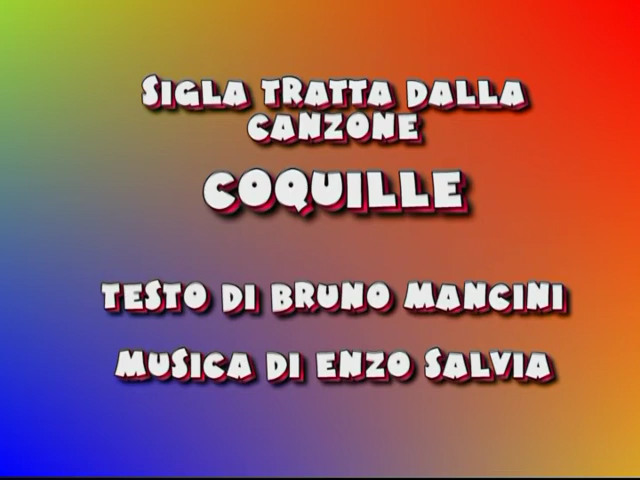 SIGLA TRATTA DALLA
CANZONE
COQUILLE
TESTO DI BRUNO MANCINI
MUSICA DI ENZO SALVIA